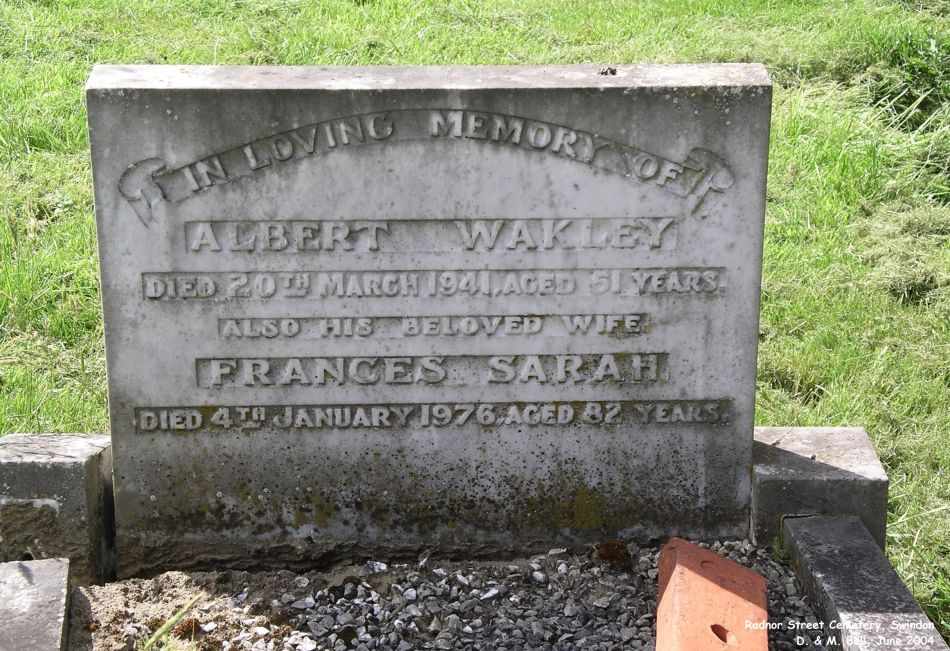 IN LOVING MEMORY OF
ALBERT WAKLEY
DIED 20TH MARCH 1941, AGED 51 YEARS.
ALSO HIS BELOVED WIFE
FRANCES SARAH
DIED 4TH JANUARY 1976, AGED 82 YEARS.
Radnor Street Cemetery, Swindon
D. & M. Ball, June 2004